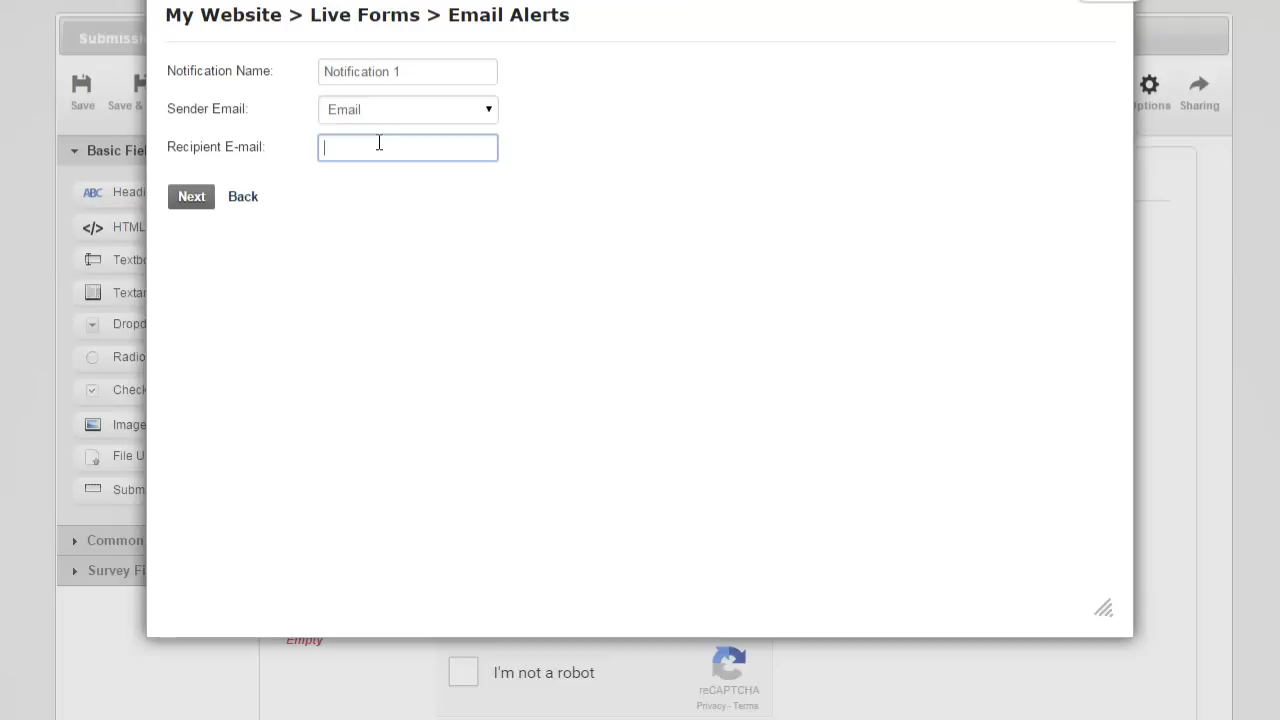 My Website > Live Forms > Email Alerts
Submiss
Notification Name: Notification 1
Sender Email: Email
Recipient E-mail:
Next Back
Save Save &
ptions Sharing
Basic Fiel
ABC Headi
</> HTML
Textbo
Textar
Dropd
Radio
Check
Image
File U
Subm
Common
Survey Fi
Empty
I'm not a robot
reCAPTCHA
Privacy - Terms